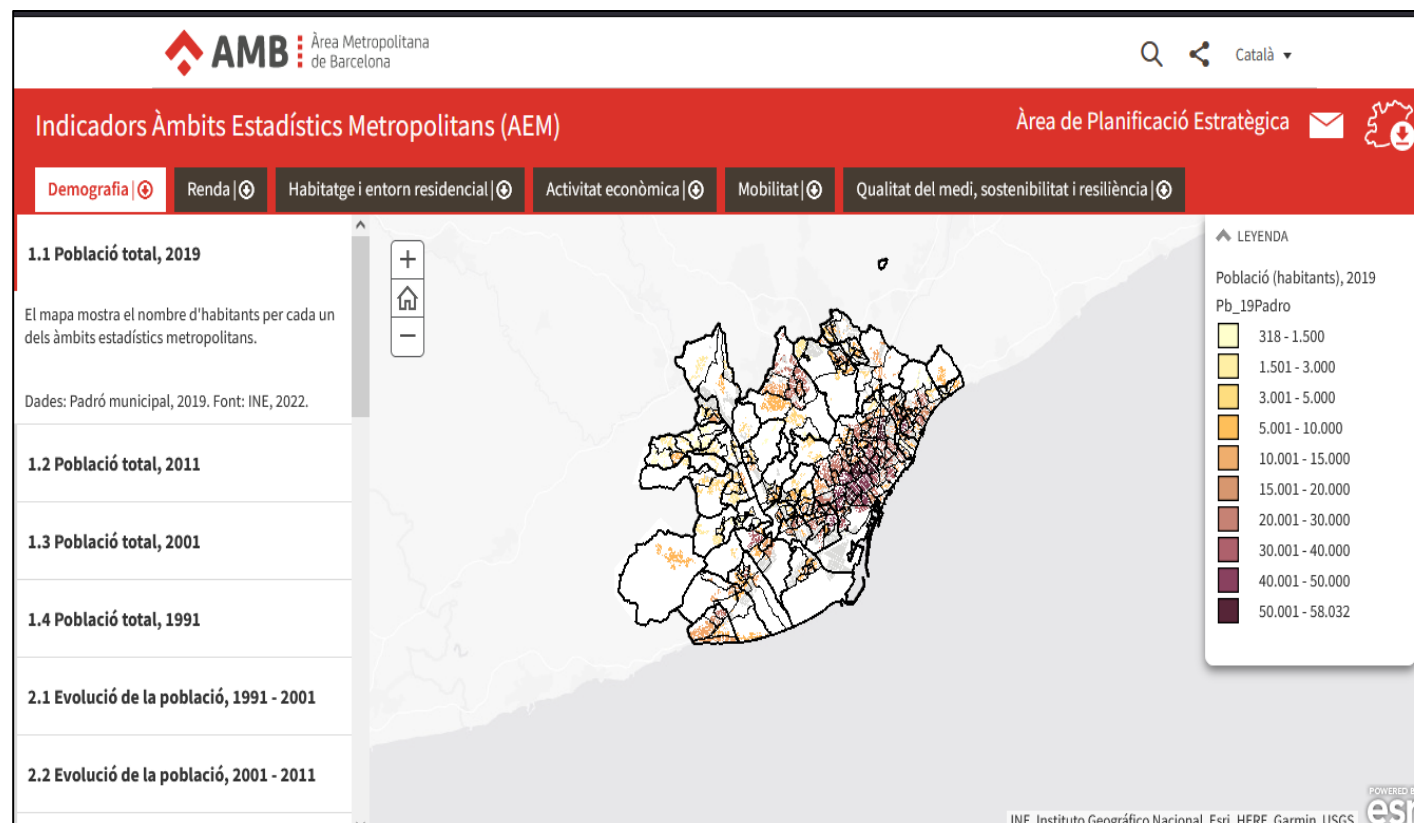 AMB Àrea Metropolitana
de Barcelona
Català
Indicadors Àmbits Estadístics Metropolitans (AEM)
Àrea de Planificació Estratègica
Demografia |
Renda |
Habitatge i entorn residencial |
Activitat econòmica |
Mobilitat |
Qualitat del medi, sostenibilitat i resiliència |
1.1 Població total, 2019
El mapa mostra el nombre d'habitants per cada un
dels àmbits estadístics metropolitans.
Dades: Padró municipal, 2019. Font: INE, 2022.
1.2 Població total, 2011
1.3 Població total, 2001
1.4 Població total, 1991
2.1 Evolució de la població, 1991 - 2001
2.2 Evolució de la població, 2001 - 2011
+
−
LEYENDA
Població (habitants), 2019
Pb_19Padro
318 - 1.500
1.501 - 3.000
3.001 - 5.000
5.001 - 10.000
10.001 - 15.000
15.001 - 20.000
20.001 - 30.000
30.001 - 40.000
40.001 - 50.000
50.001 - 58.032
INE, Instituto Geográfico Nacional, Esri, HERE, Garmin, USGS
POWERED BY
esri